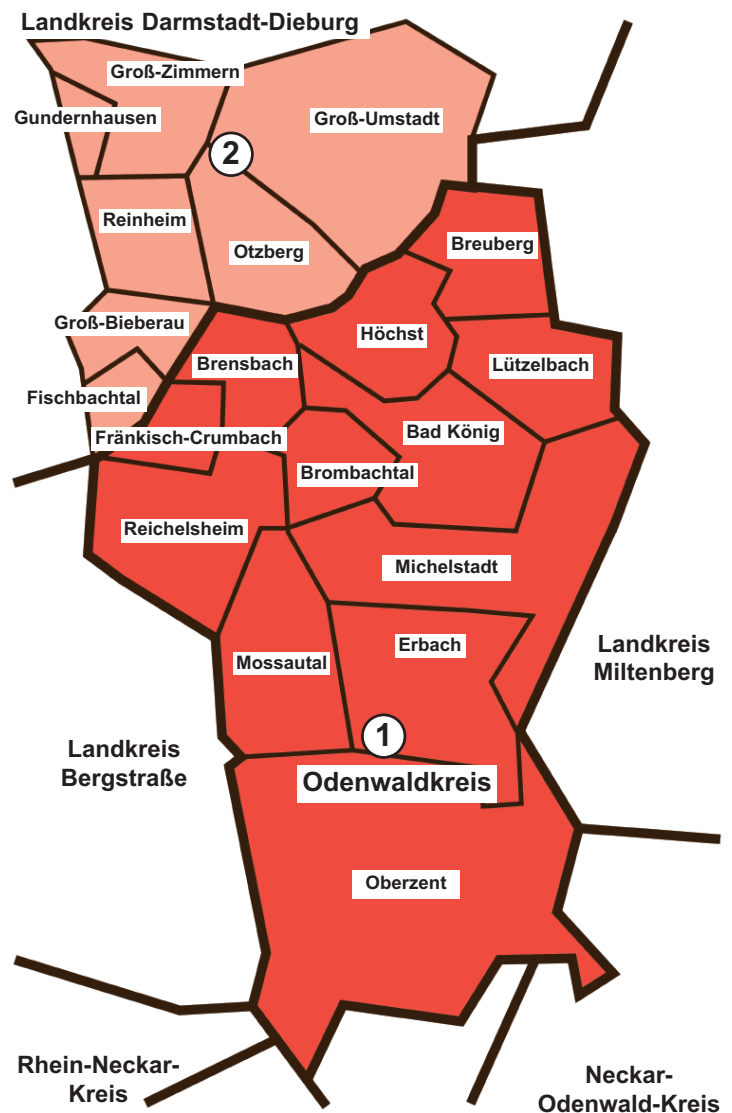 Landkreis Darmstadt-Dieburg
Groß-Zimmern
Gundernhausen
Groß-Umstadt
2
Reinheim
Otzberg
Breuberg
Groß-Bieberau
Höchst
Brensbach
Lützelbach
Fischbachtal
Fränkisch-Crumbach
Bad König
Brombachtal
Reichelsheim
Michelstadt
Erbach
Mossautal
Landkreis
Miltenberg
1
Landkreis
Bergstraße
Odenwaldkreis
Oberzent
Rhein-Neckar-
Kreis
Neckar-
Odenwald-Kreis